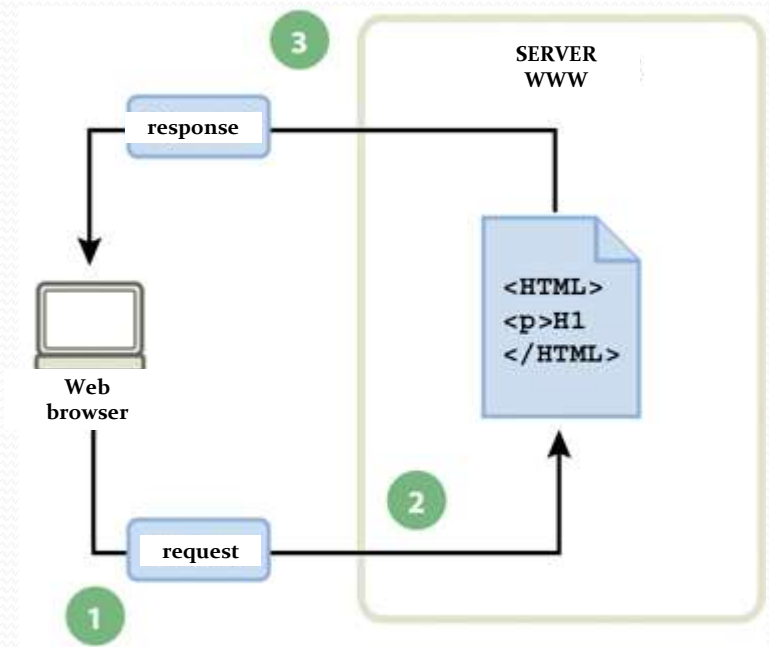 3
SERVER
WWW
response
<HTML>
<p>H1
</HTML>
Web
browser
2
request
1